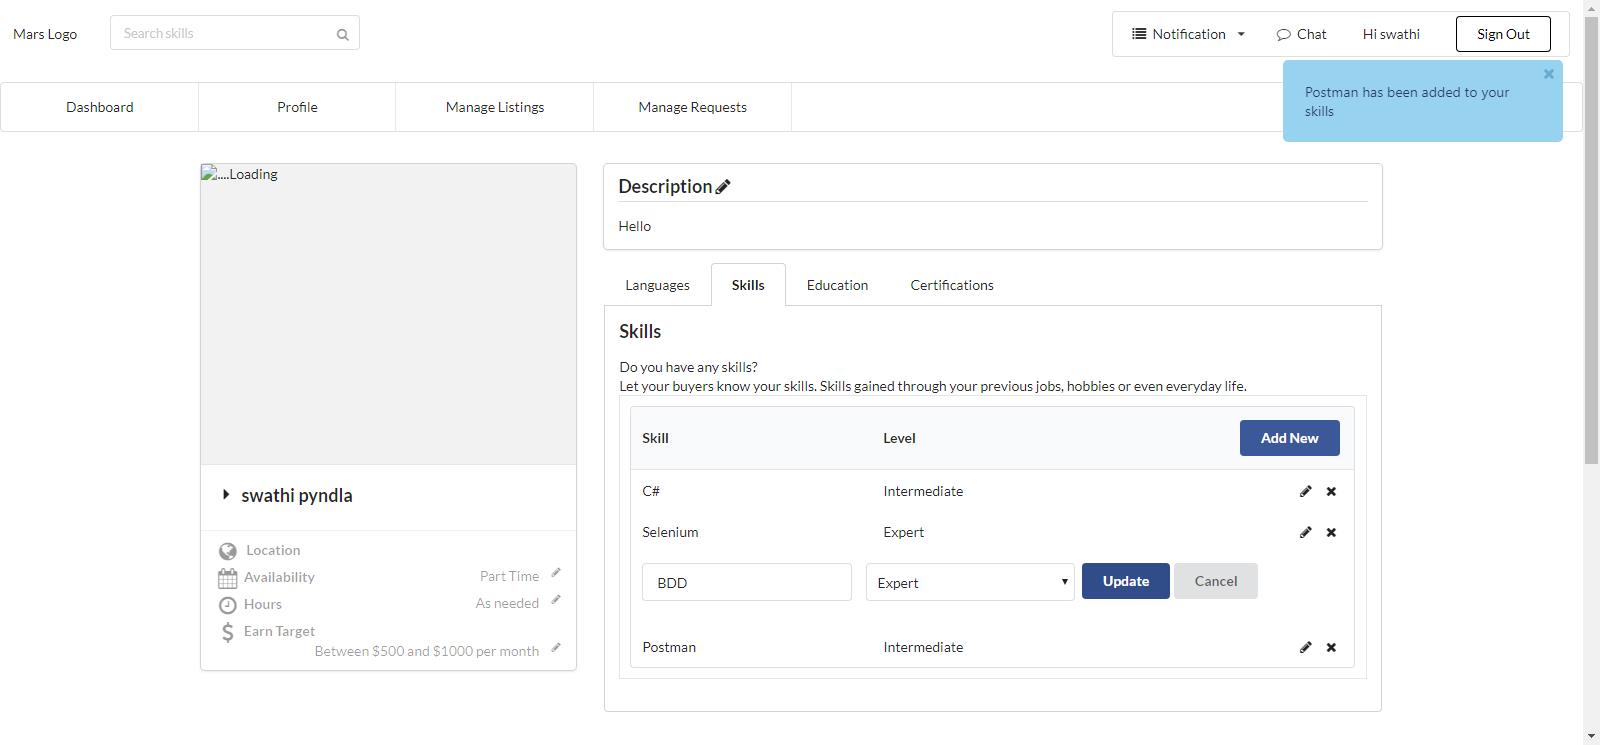 Mars Logo
Search skills
Notification
Chat
Hi swathi
Sign Out
Postman has been added to your
skills
Dashboard
Profile
Manage Listings
Manage Requests
....Loading
Description
Hello
Languages
Skills
Education
Certifications
Skills
Do you have any skills?
Let your buyers know your skills. Skills gained through your previous jobs, hobbies or even everyday life.
Skill
Level
Add New
C#
Intermediate
Selenium
Expert
BDD
Expert
Update
Cancel
Postman
Intermediate
swathi pyndla
Location
Availability
Part Time
Hours
As needed
Earn Target
Between $500 and $1000 per month